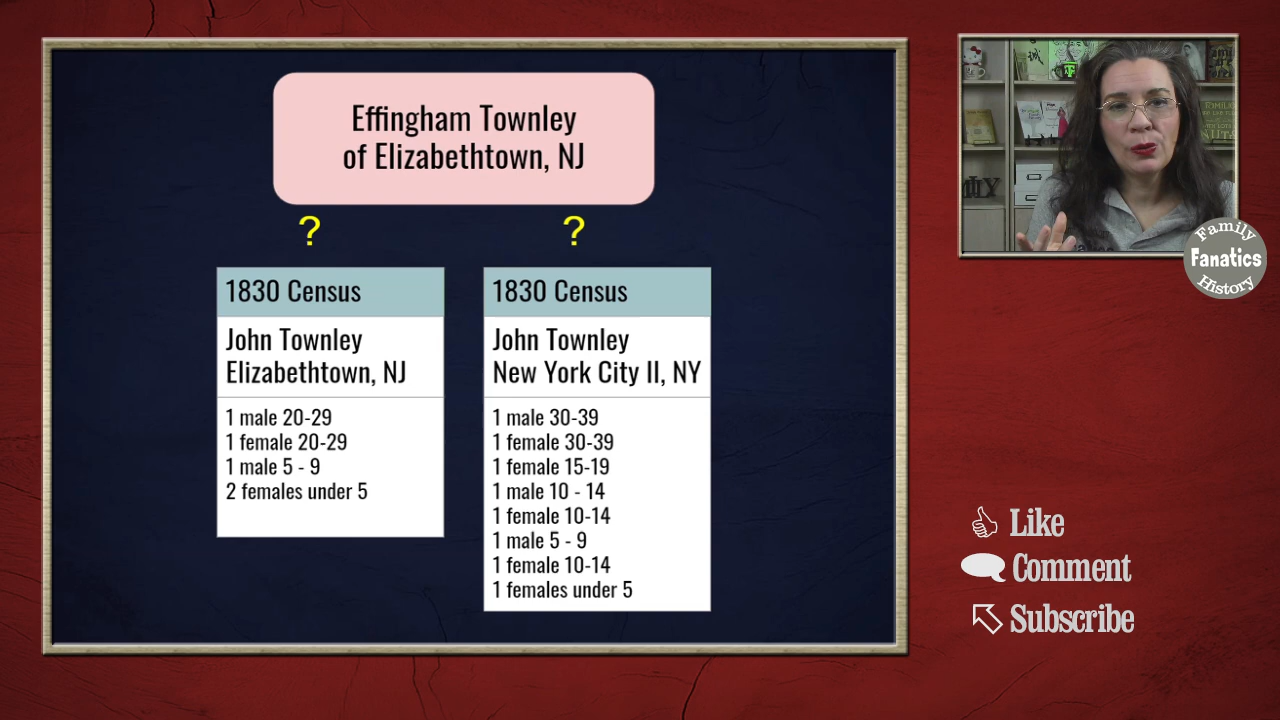 Effingham Townley
of Elizabethtown, NJ
?
?
1830 Census
John Townley
Elizabethtown, NJ
1 male 20-29
1 female 20-29
1 male 5 - 9
2 females under 5
1830 Census
John Townley
New York City II, NY
1 male 30-39
1 female 30-39
1 female 15-19
1 male 10 - 14
1 female 10-14
1 male 5 - 9
1 female 10-14
1 females under 5
Family
Fanatics
History
Like
Comment
Subscribe